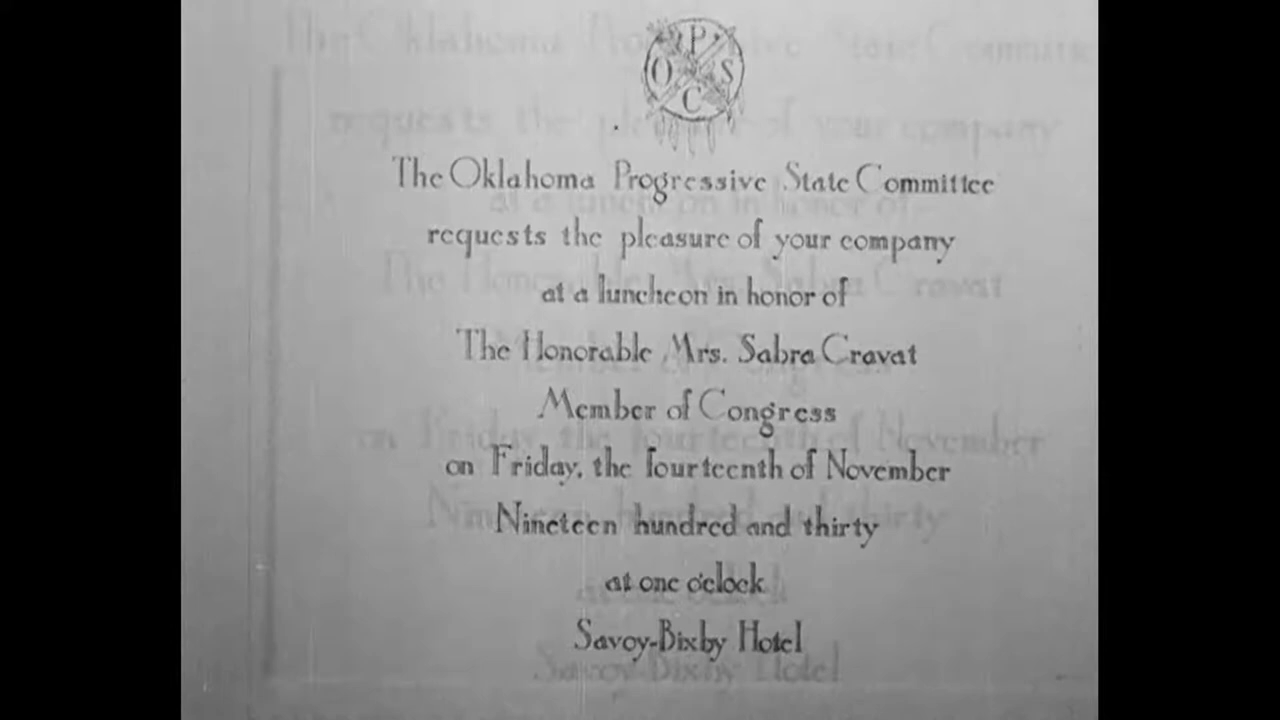 P
O S
C
The Oklahoma Progressive State Committee
requests the pleasure of your company
at a luncheon in honor of
The Honorable Mrs. Sabra Cravat
Member of Congress
on Friday, the fourteenth of November
Nineteen hundred and thirty
at one o'clock
Savoy-Bixby Hotel